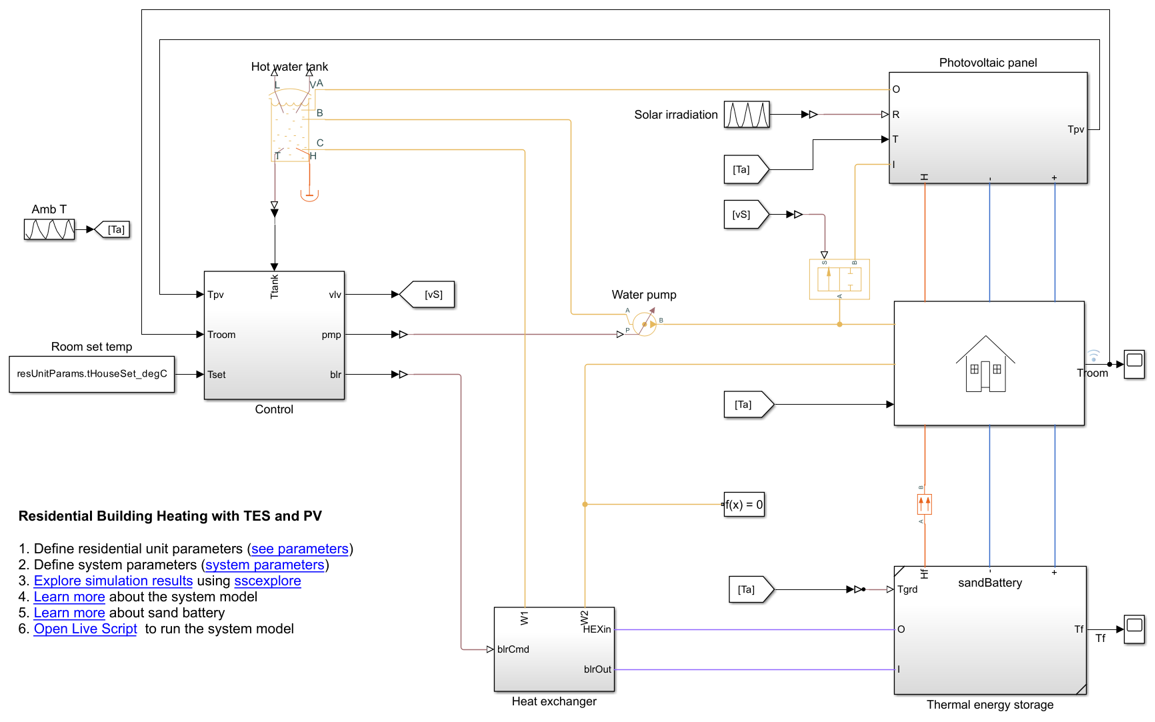 Hot water tank
L
V
A
B
C
T
H
Photovoltaic panel
O
R
T
I
Tpv
H
-
+
Solar irradiation
[Ta]
[vS]
S
B
A
Amb T
[Ta]
Ttank
Tpv
Troom
Tset
vlv
pmp
blr
Control
[vS]
Room set temp
resUnitParams.tHouseSet_degC
Water pump
A
P
B
Troom
[Ta]
f(x) = 0
B
A
Residential Building Heating with TES and PV
1. Define residential unit parameters (see parameters)
2. Define system parameters (system parameters)
3. Explore simulation results using sscexplore
4. Learn more about the system model
5. Learn more about sand battery
6. Open Live Script to run the system model
W1
W2
HEXin
blrCmd
blrOut
Heat exchanger
[Ta]
-
+
sandBattery
Tgrd
O
I
Tf
Tf
Thermal energy storage